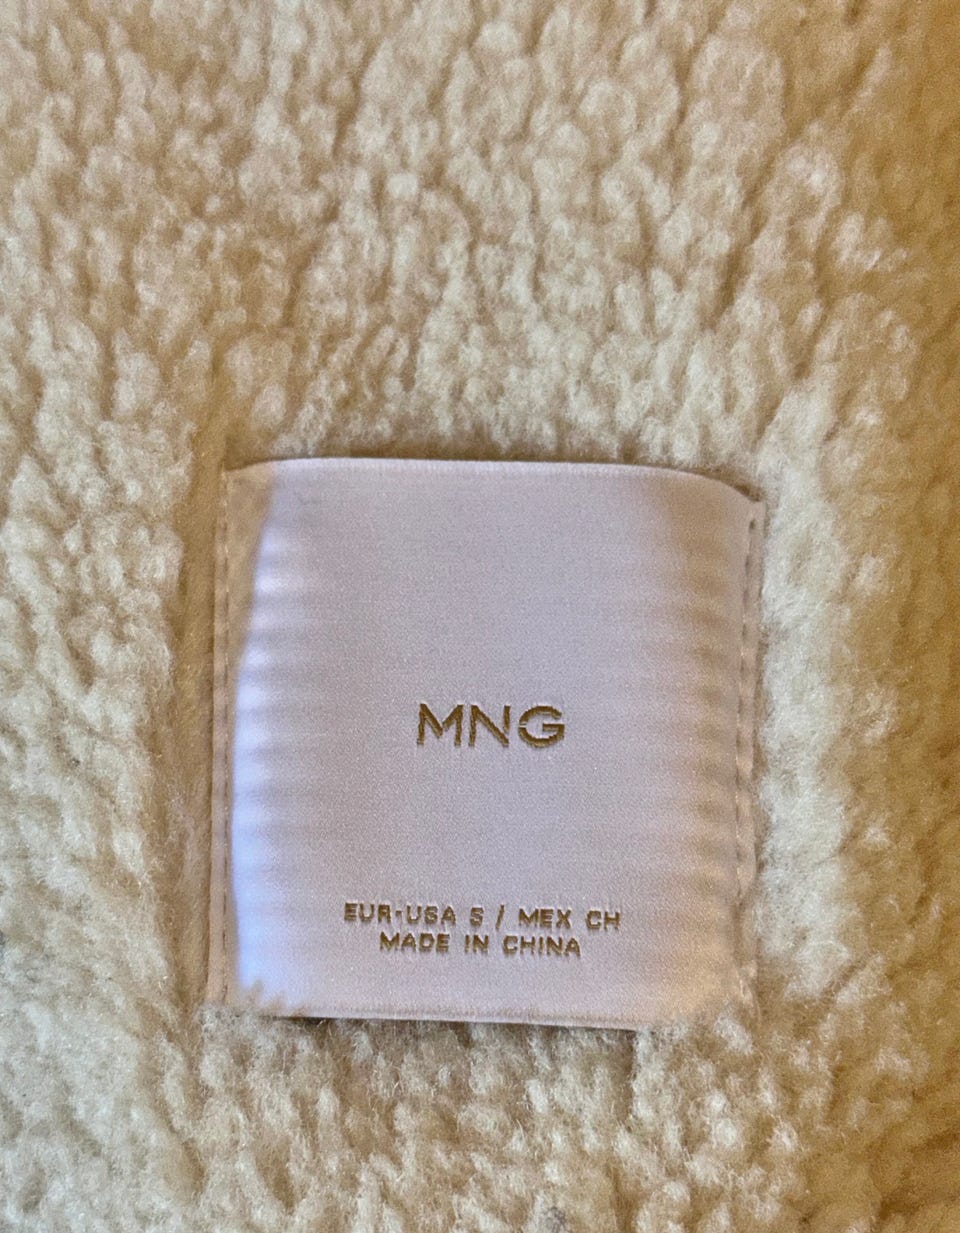 MNG
EUR-USA S / MEX CH
MADE IN CHINA